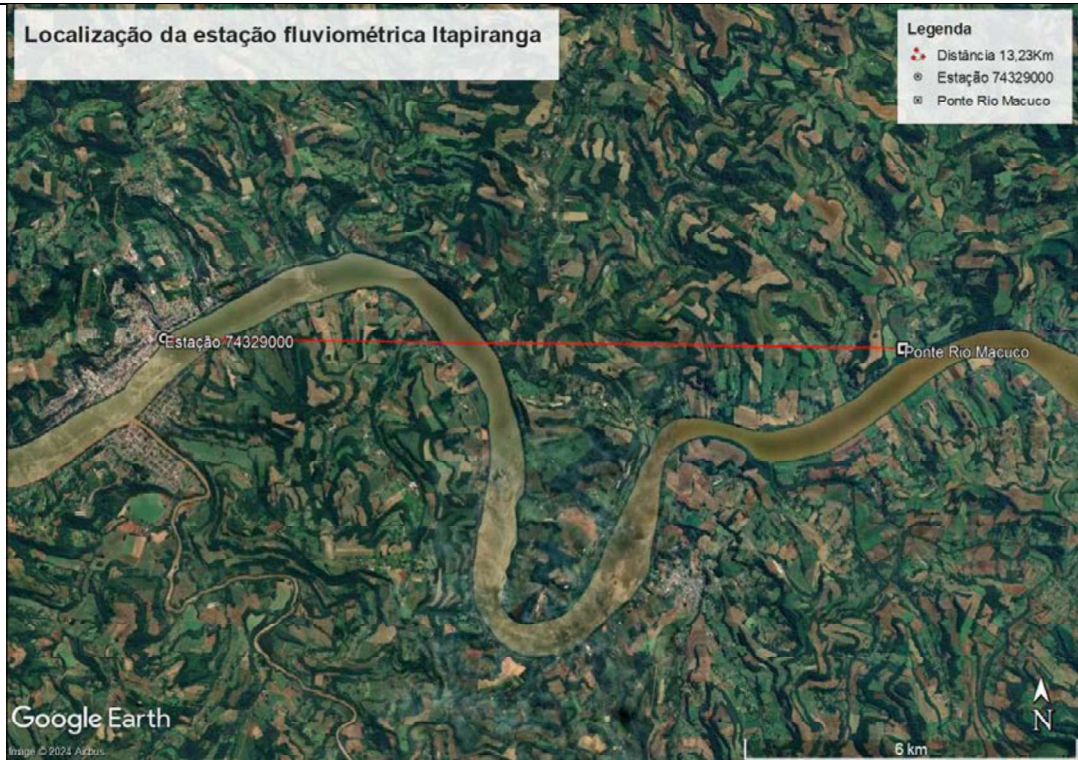 Localização da estação fluviométrica Itapiranga
Legenda
Distância 13,23Km
Estação 74329000
Ponte Rio Macuco
Estação 74329000
Ponte Rio Macuco
Google Earth
N
Image © 2024 Airbus
6 km